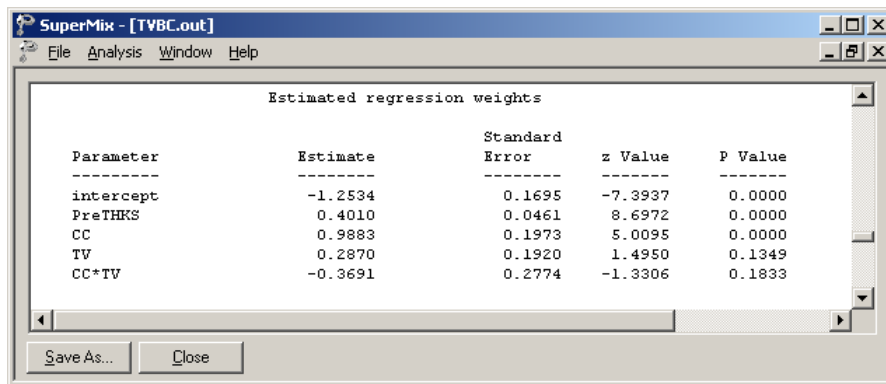 SuperMix - [TVBC.out]
File Analysis Window Help
Estimated regression weights
Standard
Parameter Estimate Error z Value P Value
--------- -------- -------- ------- -------
intercept -1.2534 0.1695 -7.3937 0.0000
PreTHKS 0.4010 0.0461 8.6972 0.0000
CC 0.9883 0.1973 5.0095 0.0000
TV 0.2870 0.1920 1.4950 0.1349
CC*TV -0.3691 0.2774 -1.3306 0.1833
Save As... Close